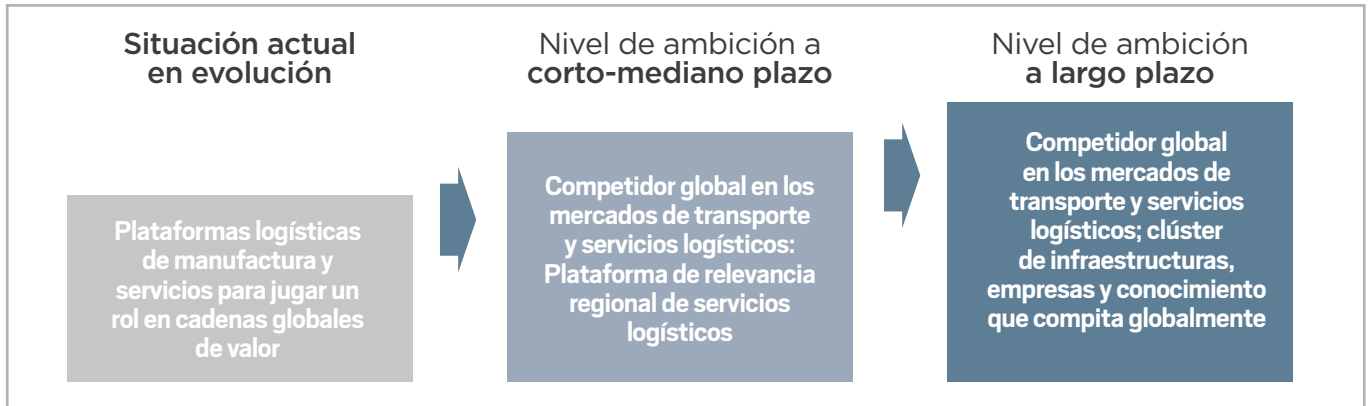 Situación actual
en evolución
Nivel de ambición a
corto-mediano plazo
Nivel de ambición
a largo plazo
Plataformas logísticas
de manufactura y
servicios para jugar un
rol en cadenas globales
de valor
Competidor global en los
mercados de transporte
y servicios logísticos:
Plataforma de relevancia
regional de servicios
logísticos
Competidor global
en los mercados de
transporte y servicios
logísticos; clúster
de infraestructuras,
empresas y conocimiento
que compita globalmente